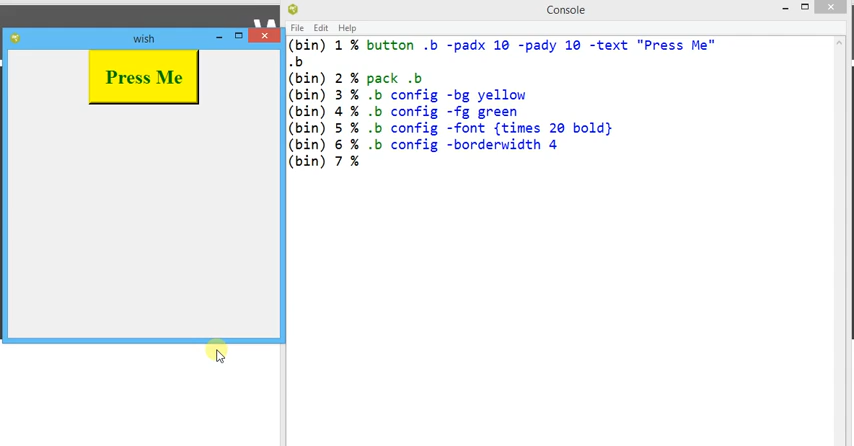 W
wish
Press Me
Console
File Edit Help
(bin) 1 % button .b -padx 10 -pady 10 -text "Press Me"
.b
(bin) 2 % pack .b
(bin) 3 % .b config -bg yellow
(bin) 4 % .b config -fg green
(bin) 5 % .b config -font {times 20 bold}
(bin) 6 % .b config -borderwidth 4
(bin) 7 %